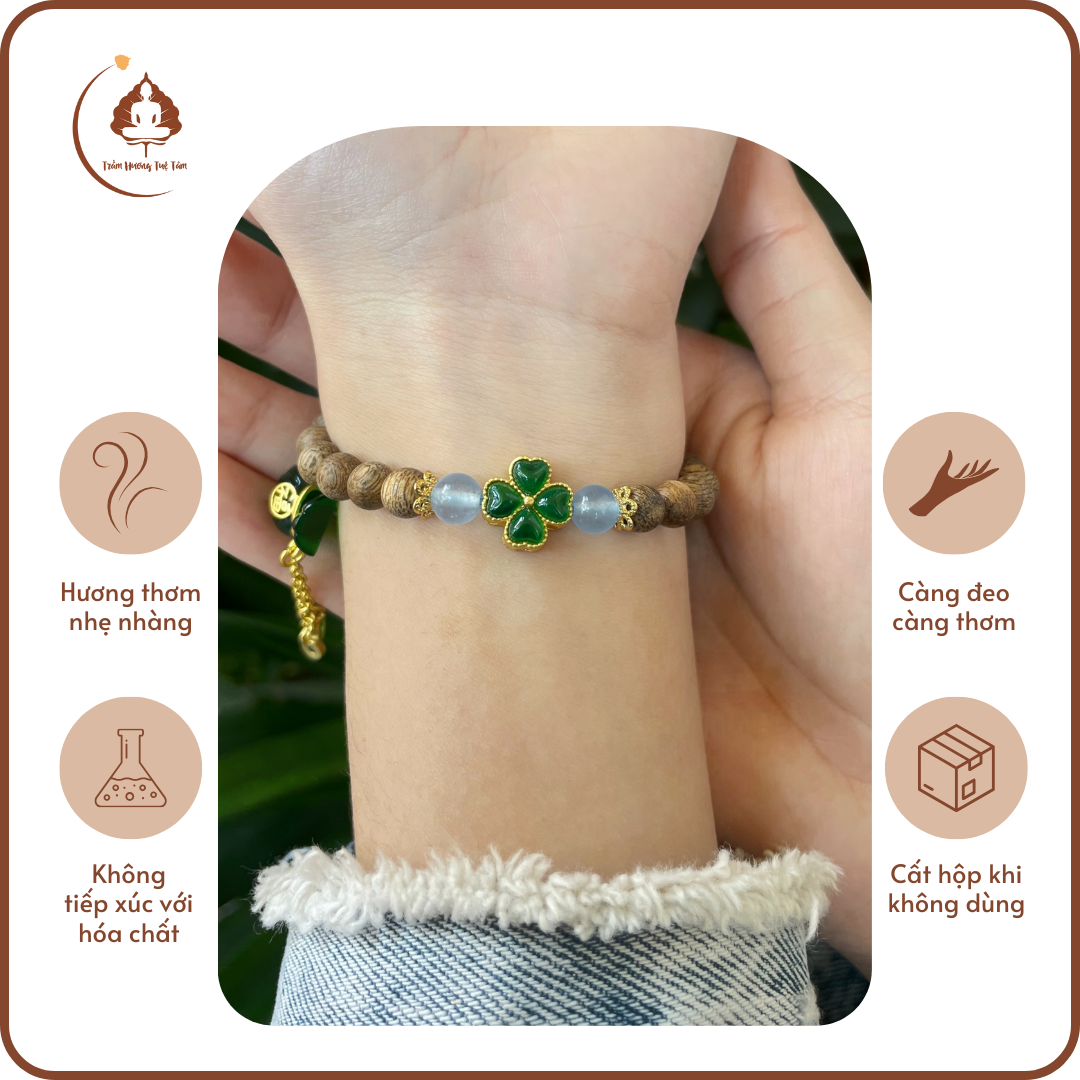 Trầm Hương Tuệ Tâm
Hương thơm
nhẹ nhàng
Càng đeo
càng thơm
Không
tiếp xúc với
hóa chất
Cất hộp khi
không dùng